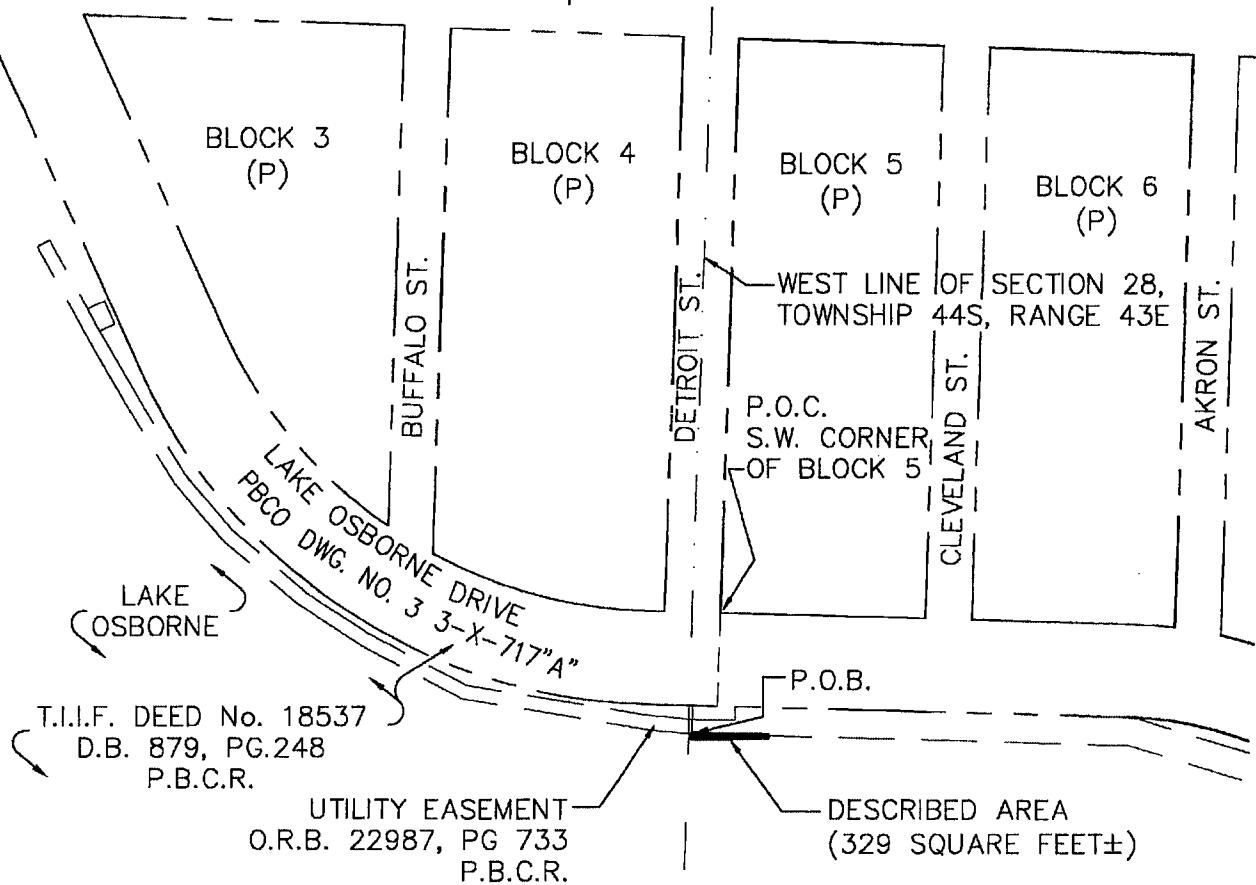 BLOCK 3
(P)
BLOCK 4
(P)
BLOCK 5
(P)
BLOCK 6
(P)
WEST LINE OF SECTION 28,
TOWNSHIP 44S, RANGE 43E
BUFFALO ST.
DETROIT ST.
CLEVELAND ST.
AKRON ST.
P.O.C.
S.W. CORNER
OF BLOCK 5
LAKE OSBORNE DRIVE
PBCO DWG. NO. 3 3-X-717"A"
LAKE
OSBORNE
P.O.B.
T.I.I.F. DEED No. 18537
D.B. 879, PG.248
P.B.C.R.
UTILITY EASEMENT
O.R.B. 22987, PG 733
P.B.C.R.
DESCRIBED AREA
(329 SQUARE FEET±)